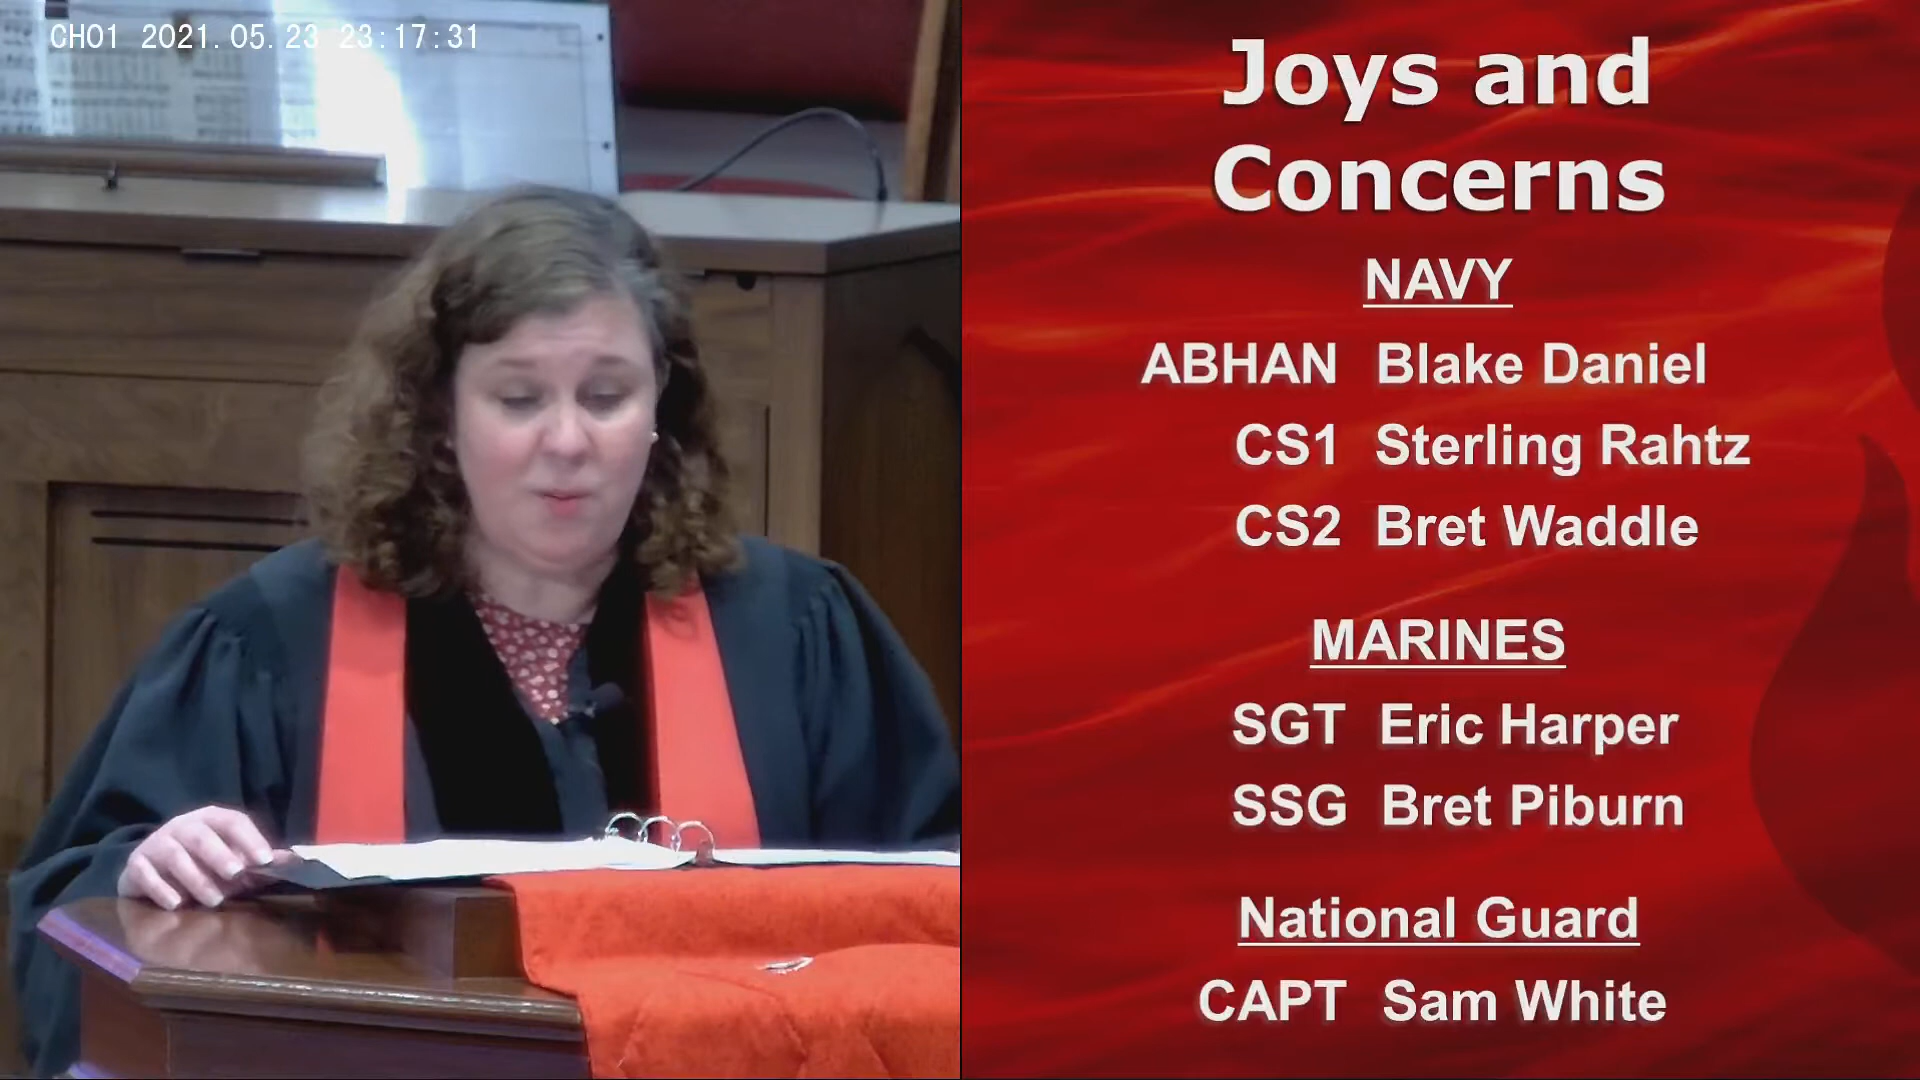 CH01 2021.05.23 23:17:31
Joys and
Concerns
NAVY
ABHAN Blake Daniel
CS1 Sterling Rahtz
CS2 Bret Waddle
MARINES
SGT Eric Harper
SSG Bret Piburn
National Guard
CAPT Sam White